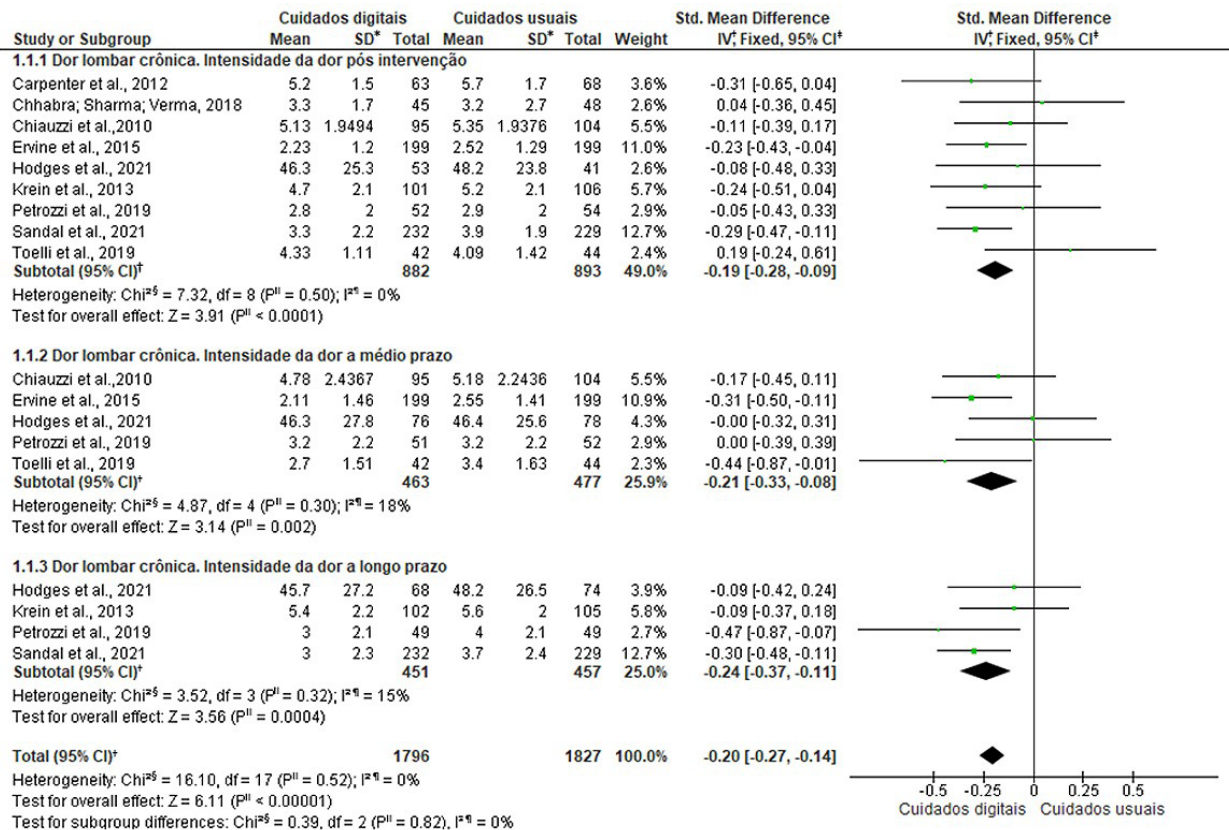 Cuidados digitais Cuidados usuais Std. Mean Difference Std. Mean Difference
Study or Subgroup Mean SD* Total Mean SD* Total Weight IV,† Fixed, 95% CI‡ IV,† Fixed, 95% CI‡
1.1.1 Dor lombar crônica. Intensidade da dor pós intervenção
Carpenter et al., 2012 5.2 1.5 63 5.7 1.7 68 3.6% -0.31 [-0.65, 0.04]
Chhabra; Sharma; Verma, 2018 3.3 1.7 45 3.2 2.7 48 2.6% 0.04 [-0.36, 0.45]
Chiauzzi et al.,2010 5.13 1.9494 95 5.35 1.9376 104 5.5% -0.11 [-0.39, 0.17]
Ervine et al., 2015 2.23 1.2 199 2.52 1.29 199 11.0% -0.23 [-0.43, -0.04]
Hodges et al., 2021 46.3 25.3 53 48.2 23.8 41 2.6% -0.08 [-0.48, 0.33]
Krein et al., 2013 4.7 2.1 101 5.2 2.1 106 5.7% -0.24 [-0.51, 0.04]
Petrozzi et al., 2019 2.8 2 52 2.9 2 54 2.9% -0.05 [-0.43, 0.33]
Sandal et al., 2021 3.3 2.2 232 3.9 1.9 229 12.7% -0.29 [-0.47, -0.11]
Toelli et al., 2019 4.33 1.11 42 4.09 1.42 44 2.4% 0.19 [-0.24, 0.61]
Subtotal (95% CI)† 882 893 49.0% -0.19 [-0.28, -0.09]
Heterogeneity: Chi²§ = 7.32, df = 8 (P|| = 0.50); I²¶ = 0%
Test for overall effect: Z = 3.91 (P|| < 0.0001)
1.1.2 Dor lombar crônica. Intensidade da dor a médio prazo
Chiauzzi et al.,2010 4.78 2.4367 95 5.18 2.2436 104 5.5% -0.17 [-0.45, 0.11]
Ervine et al., 2015 2.11 1.46 199 2.55 1.41 199 10.9% -0.31 [-0.50, -0.11]
Hodges et al., 2021 46.3 27.8 76 46.4 25.6 78 4.3% -0.00 [-0.32, 0.31]
Petrozzi et al., 2019 3.2 2.2 51 3.2 2.2 52 2.9% 0.00 [-0.39, 0.39]
Toelli et al., 2019 2.7 1.51 42 3.4 1.63 44 2.3% -0.44 [-0.87, -0.01]
Subtotal (95% CI)† 463 477 25.9% -0.21 [-0.33, -0.08]
Heterogeneity: Chi²§ = 4.87, df = 4 (P|| = 0.30); I²¶ = 18%
Test for overall effect: Z = 3.14 (P|| = 0.002)
1.1.3 Dor lombar crônica. Intensidade da dor a longo prazo
Hodges et al., 2021 45.7 27.2 68 48.2 26.5 74 3.9% -0.09 [-0.42, 0.24]
Krein et al., 2013 5.4 2.2 102 5.6 2 105 5.8% -0.09 [-0.37, 0.18]
Petrozzi et al., 2019 3 2.1 49 4 2.1 49 2.7% -0.47 [-0.87, -0.07]
Sandal et al., 2021 3 2.3 232 3.7 2.4 229 12.7% -0.30 [-0.48, -0.11]
Subtotal (95% CI)† 451 457 25.0% -0.24 [-0.37, -0.11]
Heterogeneity: Chi²§ = 3.52, df = 3 (P|| = 0.32); I²¶ = 15%
Test for overall effect: Z = 3.56 (P|| = 0.0004)
Total (95% CI)† 1796 1827 100.0% -0.20 [-0.27, -0.14]
Heterogeneity: Chi²§ = 16.10, df = 17 (P|| = 0.52); I²¶ = 0%
Test for overall effect: Z = 6.11 (P|| < 0.00001)
Test for subgroup differences: Chi²§ = 0.39, df = 2 (P|| = 0.82), I²¶ = 0%
-0.5 -0.25 0 0.25 0.5
Cuidados digitais Cuidados usuais